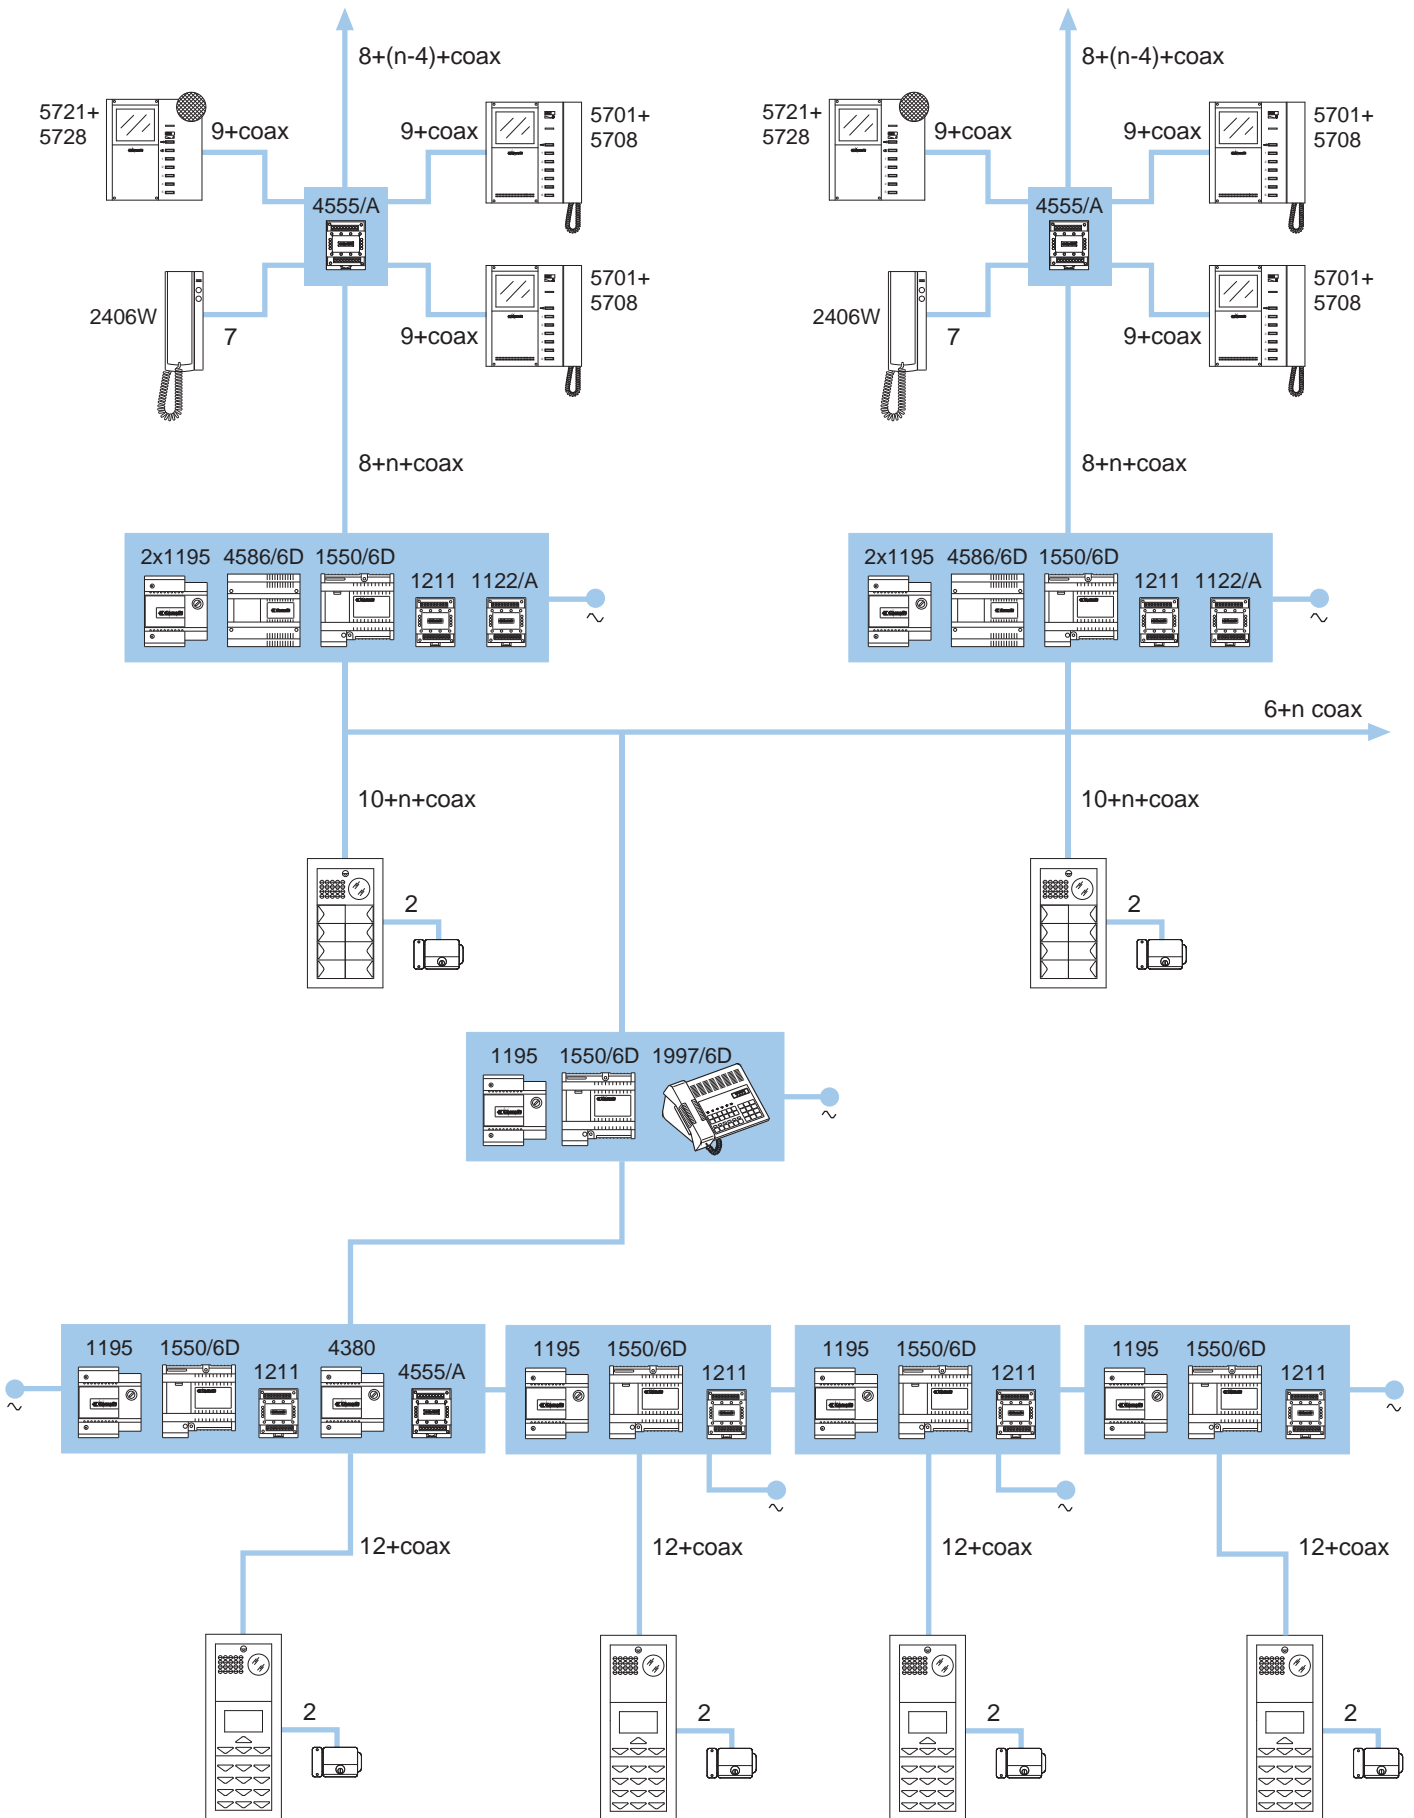 8+(n-4)+coax
8+(n-4)+coax
5721+
5728
9+coax
9+coax
5701+
5708
5721+
5728
9+coax
9+coax
5701+
5708
4555/A
4555/A
2406W
7
9+coax
5701+
5708
2406W
7
9+coax
5701+
5708
8+n+coax
8+n+coax
2x1195 4586/6D 1550/6D
1211 1122/A
2x1195 4586/6D 1550/6D
1211 1122/A
6+n coax
10+n+coax
10+n+coax
2
2
1195 1550/6D 1997/6D
1195 1550/6D 4380
1211 4555/A
1195 1550/6D
1211
1195 1550/6D
1211
1195 1550/6D
1211
12+coax
12+coax
12+coax
12+coax
2
2
2
2